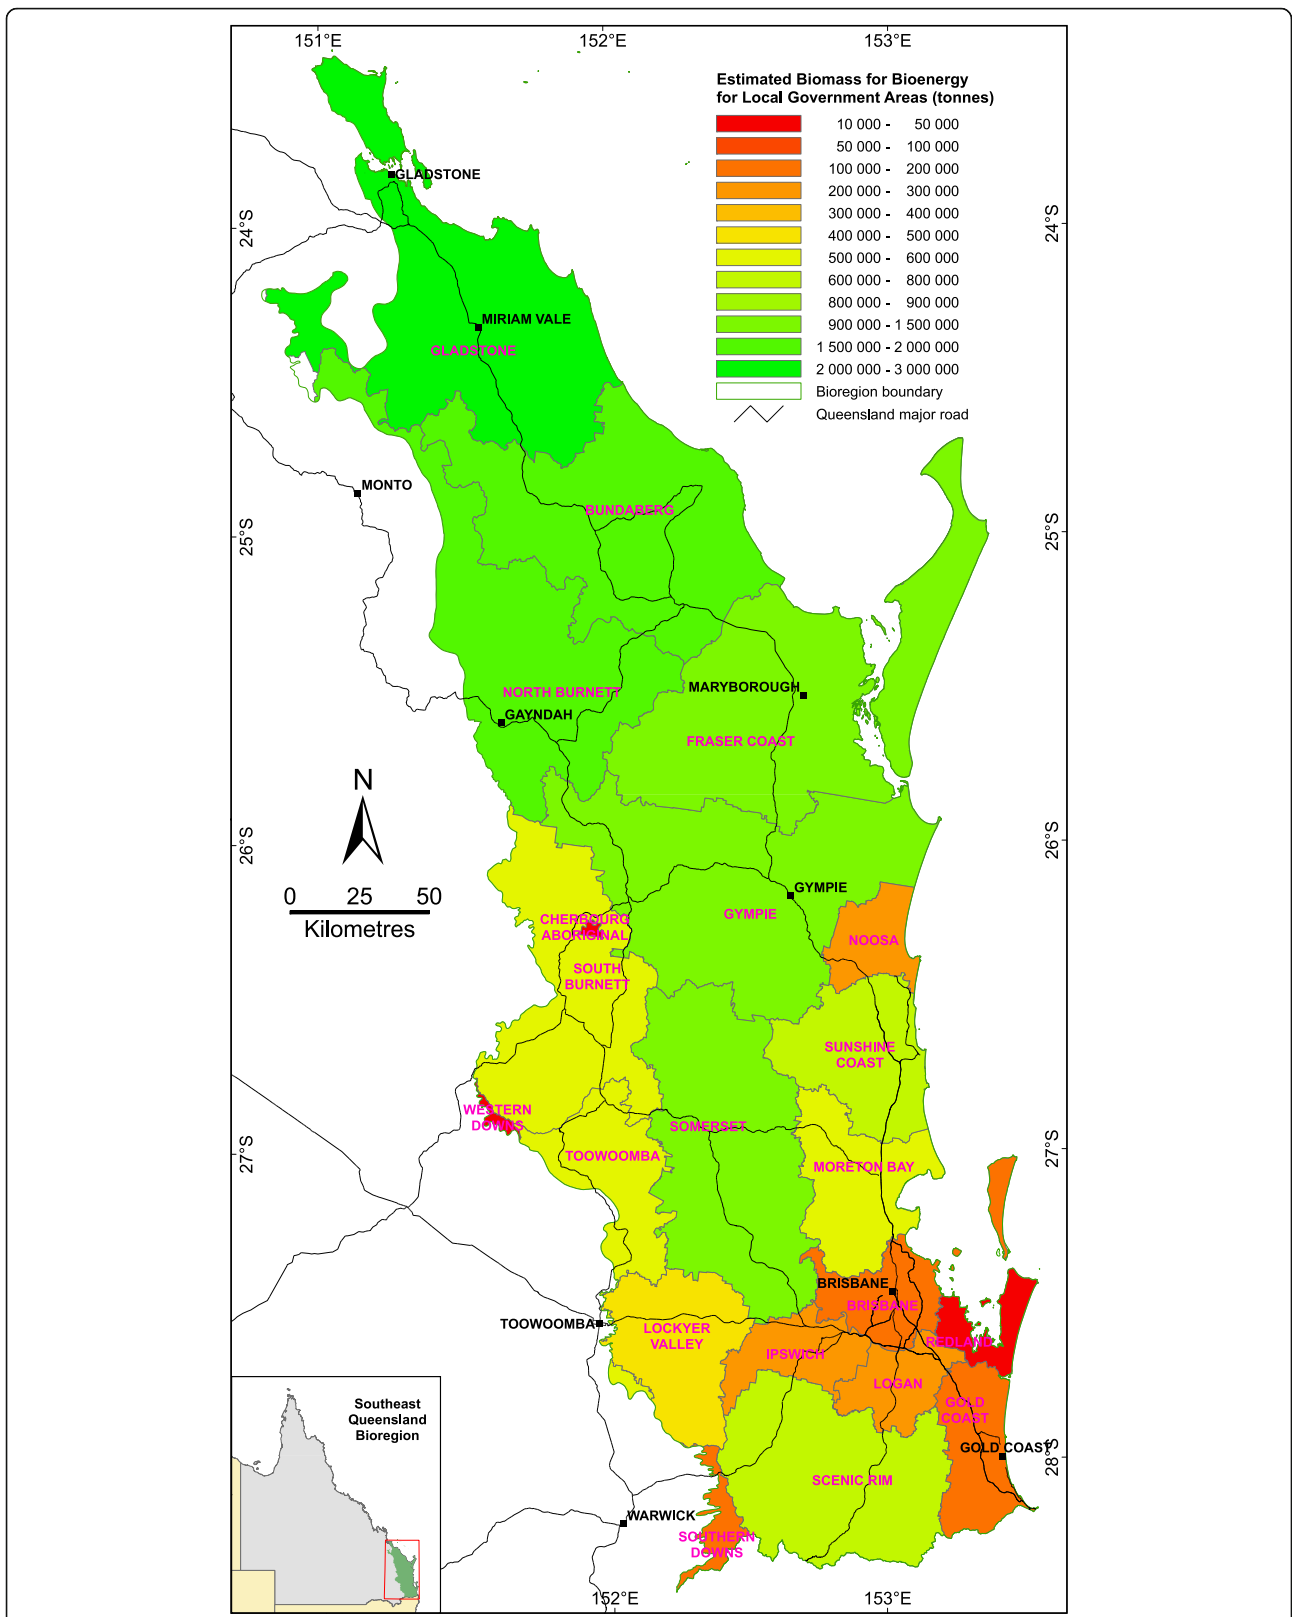 151°E
152°E
153°E
Estimated Biomass for Bioenergy
for Local Government Areas (tonnes)
10 000 - 50 000
50 000 - 100 000
100 000 - 200 000
200 000 - 300 000
300 000 - 400 000
400 000 - 500 000
500 000 - 600 000
600 000 - 800 000
800 000 - 900 000
900 000 - 1 500 000
1 500 000 - 2 000 000
2 000 000 - 3 000 000
Bioregion boundary
Queensland major road
GLADSTONE
24°S
24°S
MIRIAM VALE
GLADSTONE
MONTO
BUNDABERG
25°S
25°S
MARYBOROUGH
NORTH BURNETT
GAYNDAH
FRASER COAST
N
26°S
26°S
0 25 50
Kilometres
GYMPIE
GYMPIE
CHERBOURG
ABORIGINAL
NOOSA
SOUTH
BURNETT
SUNSHINE
COAST
WESTERN
DOWNS
SOMERSET
27°S
27°S
TOOWOOMBA
MORETON BAY
BRISBANE
BRISBANE
TOOWOOMBA
LOCKYER
VALLEY
REDLAND
IPSWICH
LOGAN
GOLD
COAST
GOLD COAST
28°S
SCENIC RIM
WARWICK
SOUTHERN
DOWNS
Southeast
Queensland
Bioregion
152°E
153°E